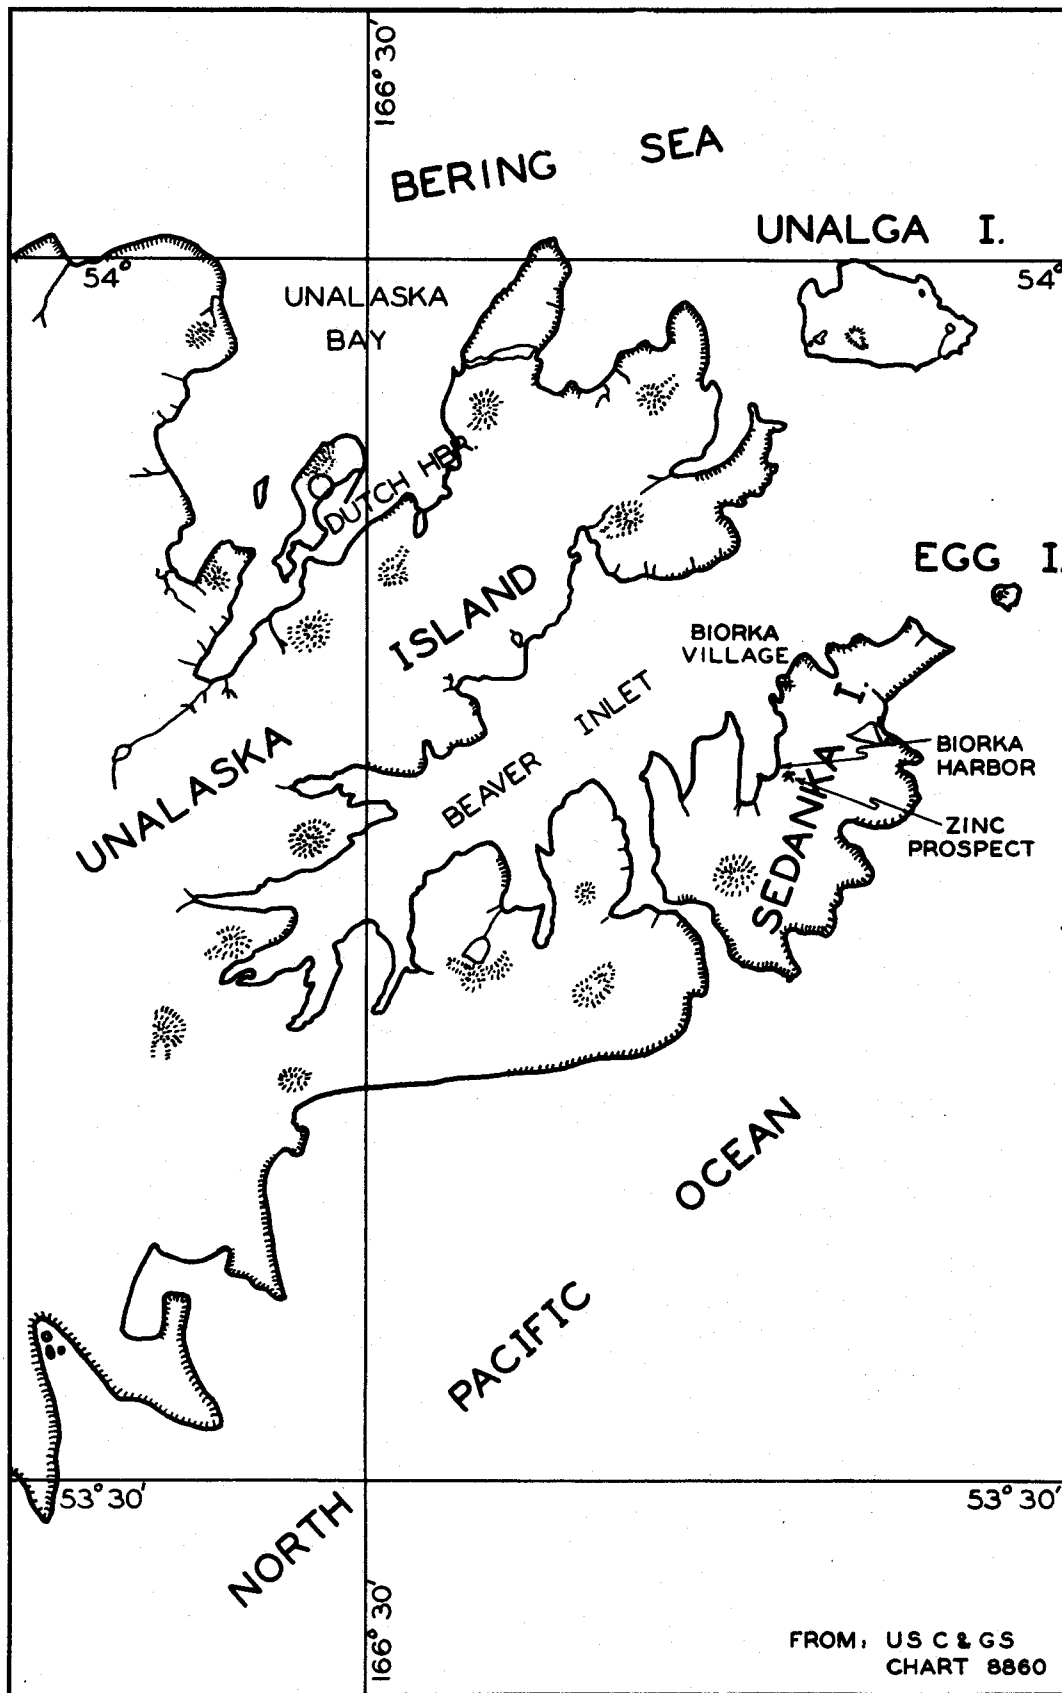 166° 30'
BERING SEA
UNALGA I.
54°
54°
UNALASKA
BAY
DUTCH HBR.
EGG I.
UNALASKA ISLAND
BIORKA
VILLAGE
BEAVER INLET
SEDANKA I.
BIORKA
HARBOR
ZINC
PROSPECT
NORTH PACIFIC OCEAN
53° 30'
53° 30'
166° 30'
FROM: US C & GS
CHART 8860